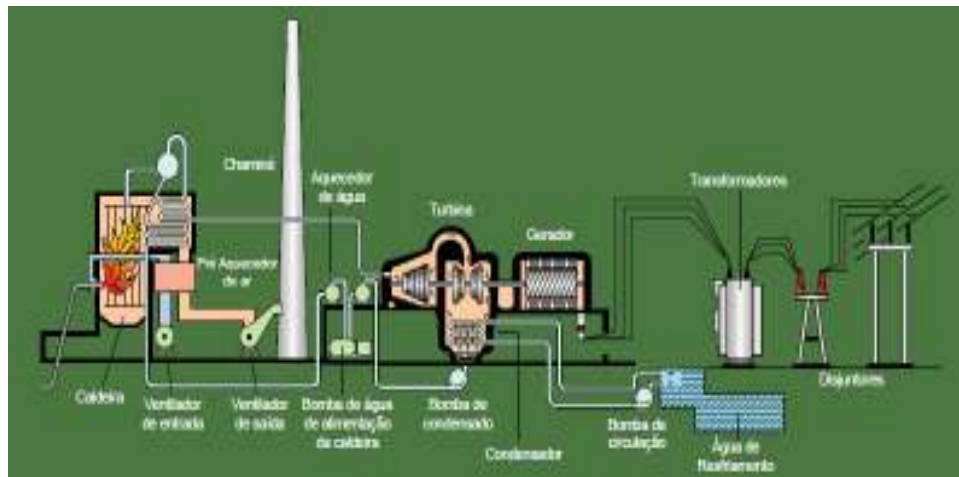 Chaminé
Aquecedor
de água
Turbina
Gerador
Transformadores
Pré Aquecedor
de ar
Caldeira
Ventilador
de entrada
Ventilador
de saída
Bomba de água
de alimentação
da caldeira
Bomba de
condensado
Condensador
Bomba de
circulação
Água de
Resfriamento
Disjuntores